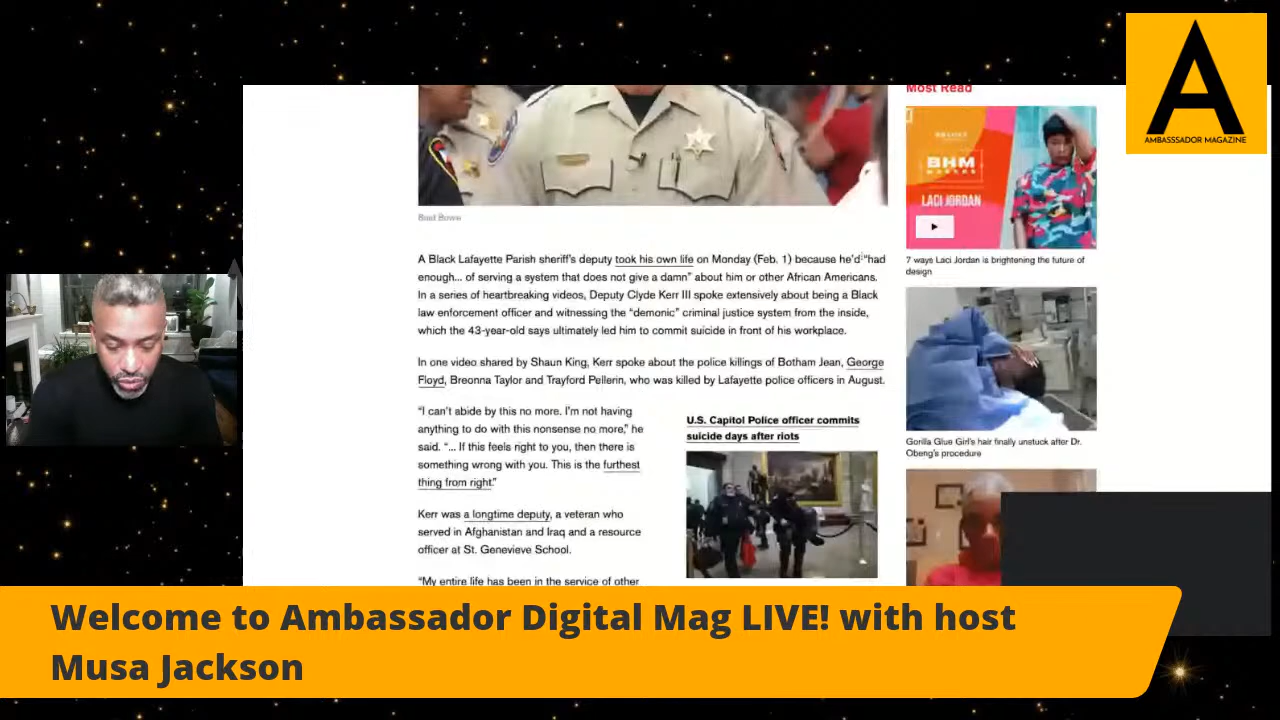 A
AMBASSSADOR MAGAZINE
Most Read
BHM
LACI JORDAN
7 ways Laci Jordan is brightening the future of
design
Gorilla Glue Girl's hair finally unstuck after Dr.
Obeng's procedure
A Black Lafayette Parish sheriff's deputy took his own life on Monday (Feb. 1) because he'd "had
enough... of serving a system that does not give a damn" about him or other African Americans.
In a series of heartbreaking videos, Deputy Clyde Kerr III spoke extensively about being a Black
law enforcement officer and witnessing the "demonic" criminal justice system from the inside,
which the 43-year-old says ultimately led him to commit suicide in front of his workplace.
In one video shared by Shaun King, Kerr spoke about the police killings of Botham Jean, George
Floyd, Breonna Taylor and Trayford Pellerin, who was killed by Lafayette police officers in August.
"I can't abide by this no more. I'm not having
anything to do with this nonsense no more," he
said. "... If this feels right to you, then there is
something wrong with you. This is the furthest
thing from right."
U.S. Capitol Police officer commits
suicide days after riots
Kerr was a longtime deputy, a veteran who
served in Afghanistan and Iraq and a resource
officer at St. Genevieve School.
"My entire life has been in the service of other
Welcome to Ambassador Digital Mag LIVE! with host
Musa Jackson